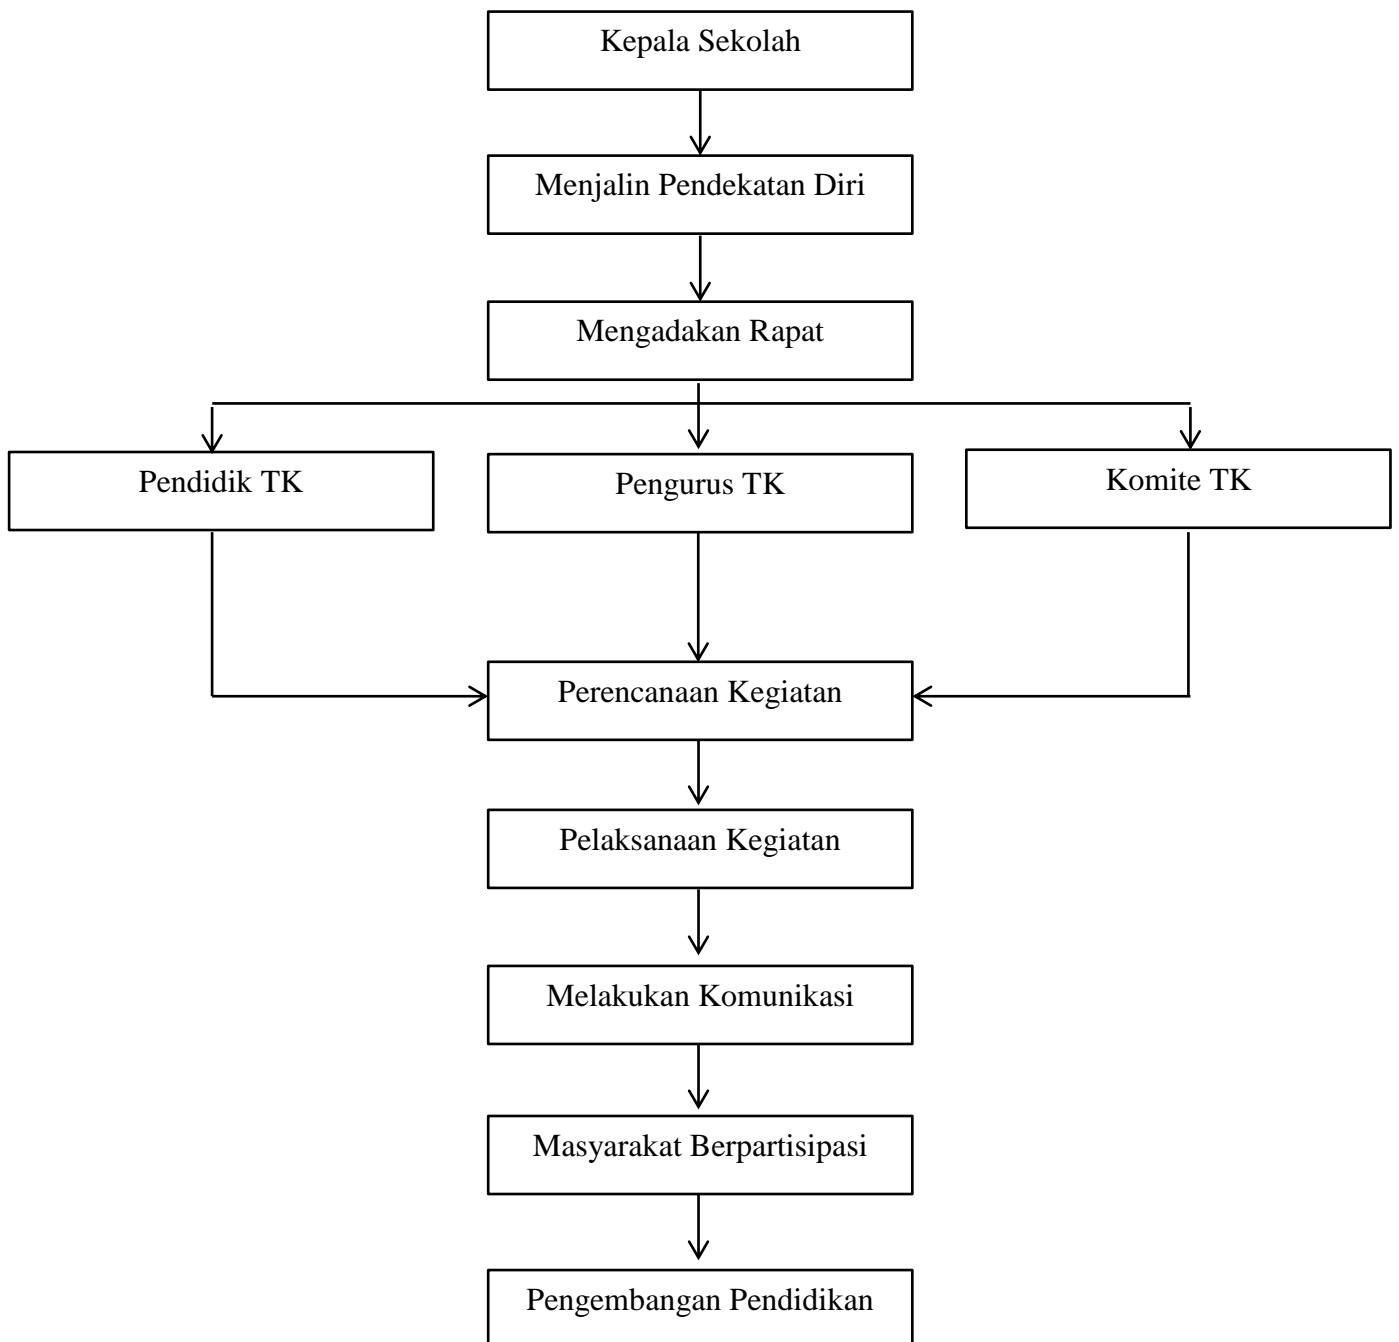 Kepala Sekolah
Menjalin Pendekatan Diri
Mengadakan Rapat
Pendidik TK
Pengurus TK
Komite TK
Perencanaan Kegiatan
Pelaksanaan Kegiatan
Melakukan Komunikasi
Masyarakat Berpartisipasi
Pengembangan Pendidikan